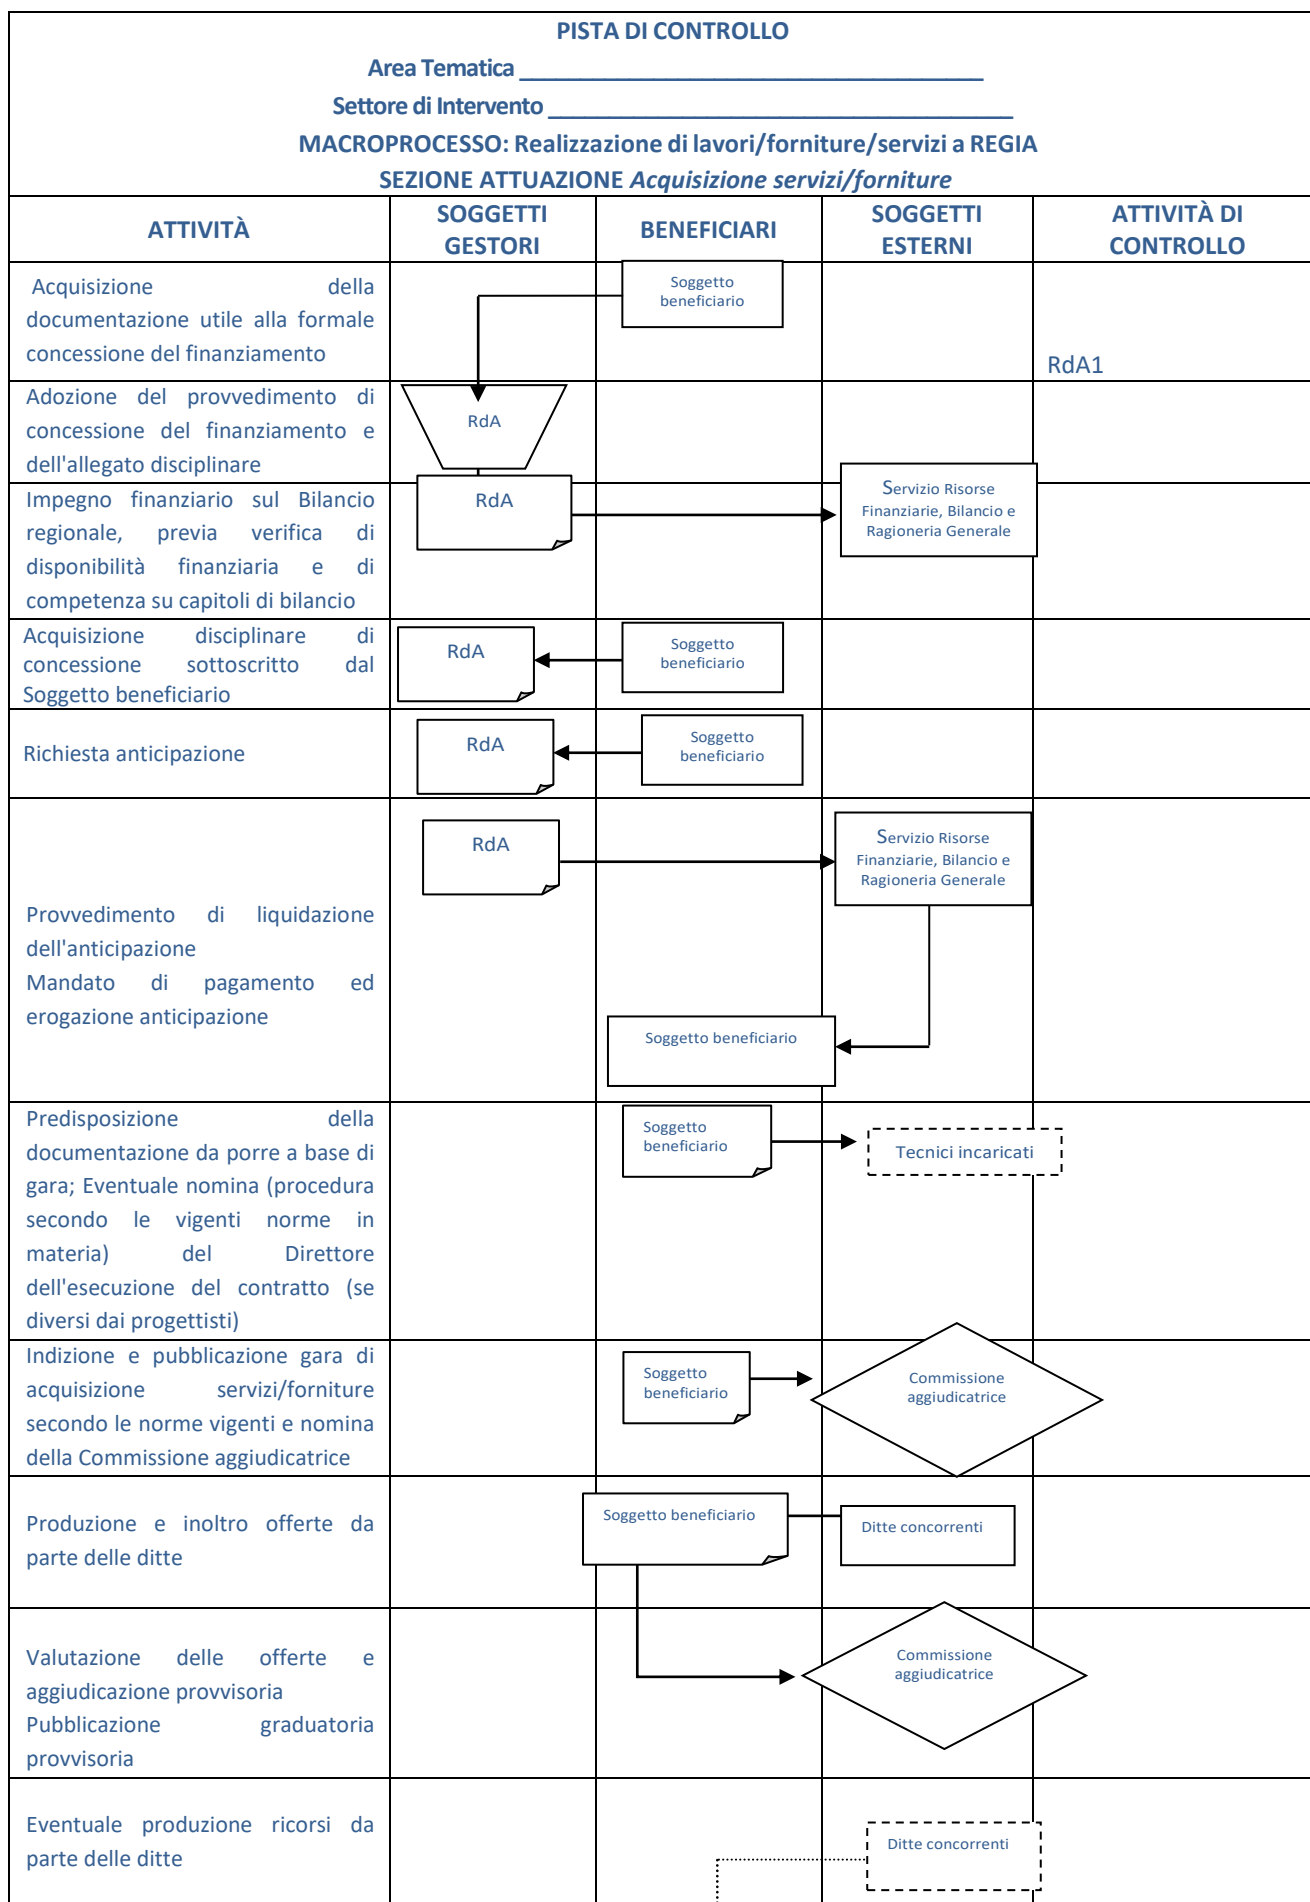 PISTA DI CONTROLLO
Area Tematica ______________________________________
Settore di Intervento ______________________________________
MACROPROCESSO: Realizzazione di lavori/forniture/servizi a REGIA
SEZIONE ATTUAZIONE Acquisizione servizi/forniture
ATTIVITÀ
SOGGETTI
GESTORI
BENEFICIARI
SOGGETTI
ESTERNI
ATTIVITÀ DI
CONTROLLO
Acquisizione della
documentazione utile alla formale
concessione del finanziamento
Soggetto
beneficiario
RdA1
Adozione del provvedimento di
concessione del finanziamento e
dell'allegato disciplinare
RdA
Impegno finanziario sul Bilancio
regionale, previa verifica di
disponibilità finanziaria e di
competenza su capitoli di bilancio
RdA
Servizio Risorse
Finanziarie, Bilancio e
Ragioneria Generale
Acquisizione disciplinare di
concessione sottoscritto dal
Soggetto beneficiario
RdA
Soggetto
beneficiario
Richiesta anticipazione
RdA
Soggetto
beneficiario
Provvedimento di liquidazione
dell'anticipazione
Mandato di pagamento ed
erogazione anticipazione
RdA
Servizio Risorse
Finanziarie, Bilancio e
Ragioneria Generale
Soggetto beneficiario
Predisposizione della
documentazione da porre a base di
gara; Eventuale nomina (procedura
secondo le vigenti norme in
materia) del Direttore
dell'esecuzione del contratto (se
diversi dai progettisti)
Soggetto
beneficiario
Tecnici incaricati
Indizione e pubblicazione gara di
acquisizione servizi/forniture
secondo le norme vigenti e nomina
della Commissione aggiudicatrice
Soggetto
beneficiario
Commissione
aggiudicatrice
Produzione e inoltro offerte da
parte delle ditte
Soggetto beneficiario
Ditte concorrenti
Valutazione delle offerte e
aggiudicazione provvisoria
Pubblicazione graduatoria
provvisoria
Commissione
aggiudicatrice
Eventuale produzione ricorsi da
parte delle ditte
Ditte concorrenti